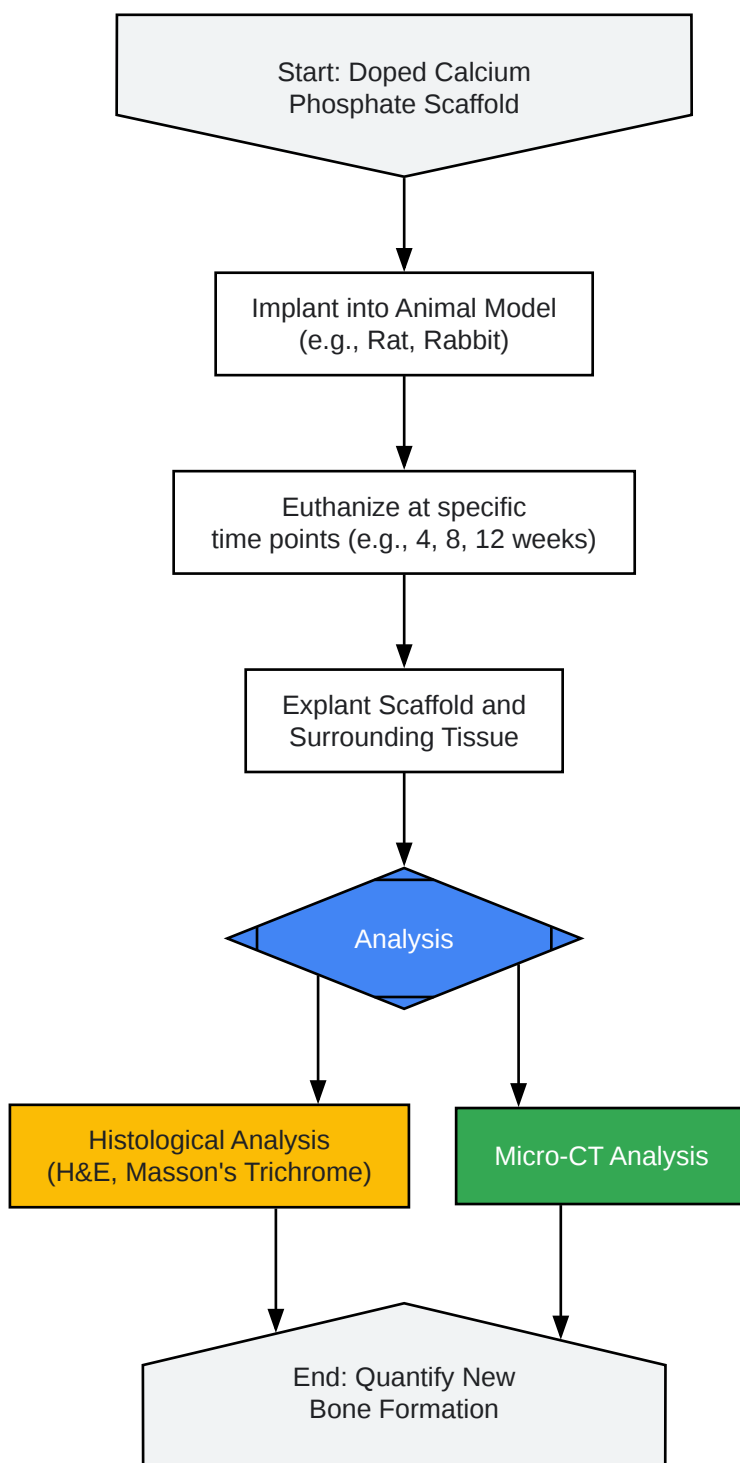 Start: Doped Calcium
Phosphate Scaffold
Implant into Animal Model
(e.g., Rat, Rabbit)
Euthanize at specific
time points (e.g., 4, 8, 12 weeks)
Explant Scaffold and
Surrounding Tissue
Analysis
Histological Analysis
(H&E, Masson's Trichrome)
Micro-CT Analysis
End: Quantify New
Bone Formation